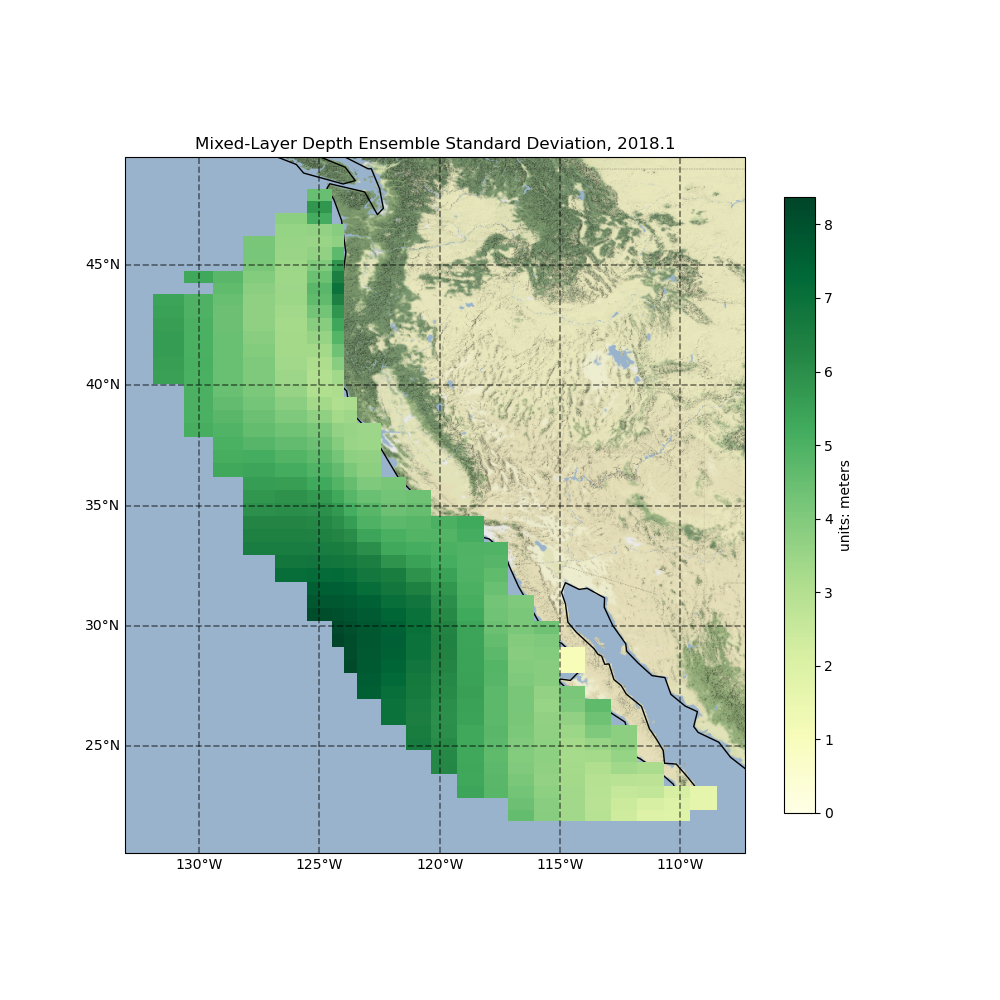 Mixed-Layer Depth Ensemble Standard Deviation, 2018.1
45°N
40°N
35°N
30°N
25°N
130°W
125°W
120°W
115°W
110°W
8
7
6
5
4
3
2
1
0
units: meters